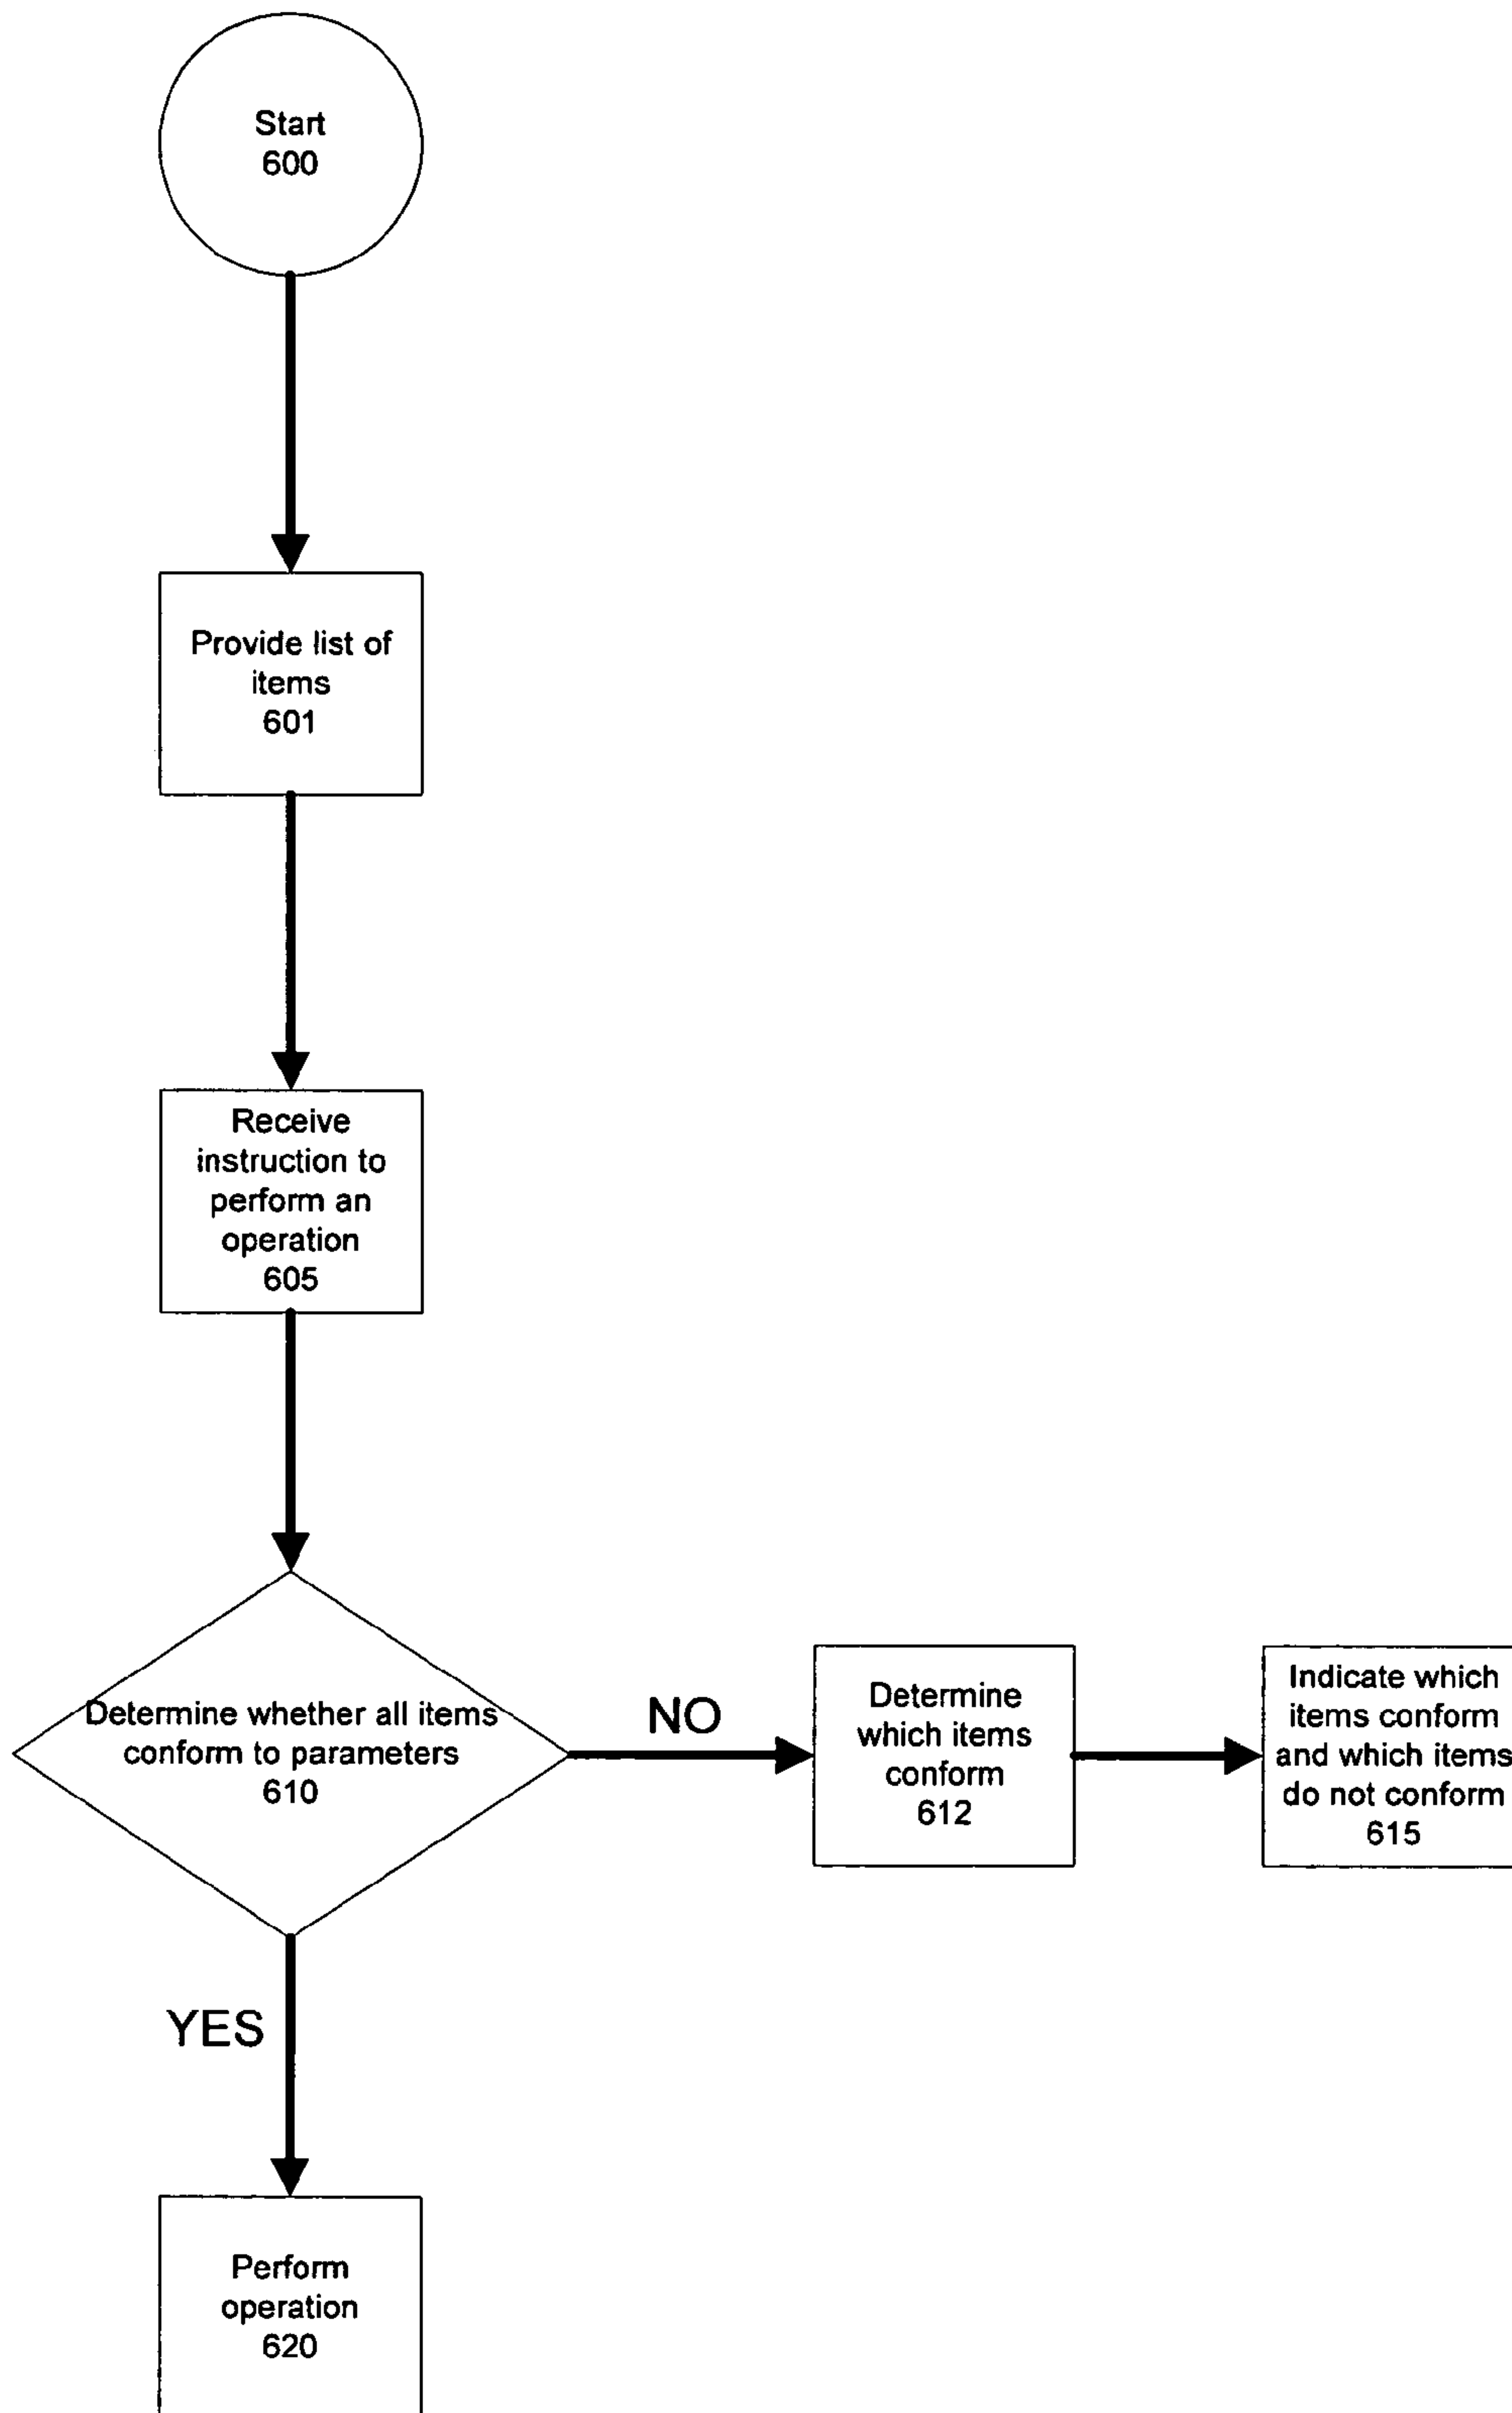 Start
600
Provide list of
items
601
Receive
instruction to
perform an
operation
605
Determine whether all items
conform to parameters
610
NO
Determine
which items
conform
612
Indicate which
items conform
and which items
do not conform
615
YES
Perform
operation
620